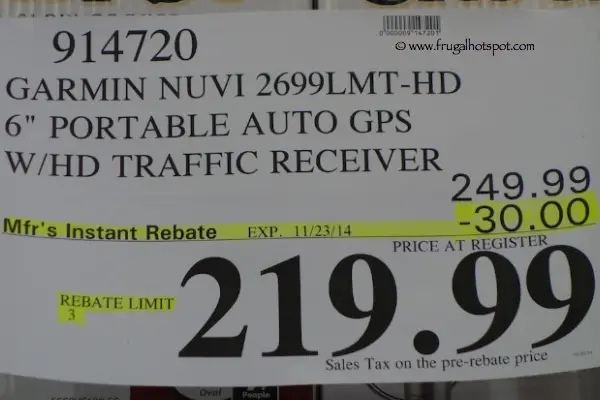 914720
© www.frugalhotspot.com
GARMIN NUVI 2699LMT-HD
6" PORTABLE AUTO GPS
W/HD TRAFFIC RECEIVER
249.99
-30.00
Mfr's Instant Rebate EXP. 11/23/14
PRICE AT REGISTER
REBATE LIMIT
3
219.99
Sales Tax on the pre-rebate price
Oval
People